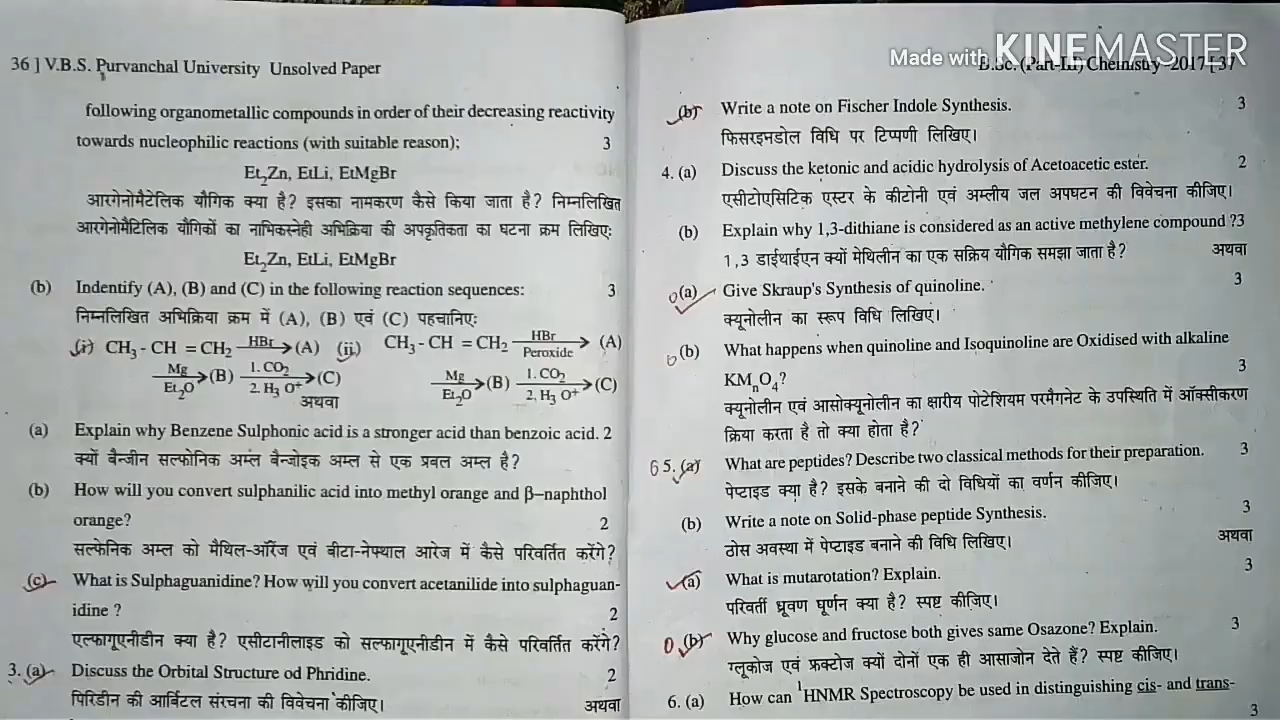 Made with KINEMASTER
36 ] V.B.S. Purvanchal University Unsolved Paper
following organometallic compounds in order of their decreasing reactivity
towards nucleophilic reactions (with suitable reason); 3
Et₂Zn, EtLi, EtMgBr
आरगेनोमैटेलिक यौगिक क्या है? इसका नामकरण कैसे किया जाता है? निम्नलिखित
आरगेनोमैटिलिक यौगिकों का नाभिकस्नेही अभिक्रिया की अपकृतिकता का घटना क्रम लिखिए:
Et₂Zn, EtLi, EtMgBr
(b) Indentify (A), (B) and (C) in the following reaction sequences: 3
निम्नलिखित अभिक्रिया क्रम में (A), (B) एवं (C) पहचानिए:
(i) CH₃ - CH = CH₂ HBr → (A) (ii) CH₃ - CH = CH₂ HBr Peroxide → (A)
Mg Et₂O → (B) 1. CO₂ 2. H₃O⁺ → (C) Mg Et₂O → (B) 1. CO₂ 2. H₃O⁺ → (C)
अथवा
(a) Explain why Benzene Sulphonic acid is a stronger acid than benzoic acid. 2
क्यों बैन्जीन सल्फोनिक अम्ल बैन्जोइक अम्ल से एक प्रबल अम्ल है?
(b) How will you convert sulphanilic acid into methyl orange and β–naphthol
orange? 2
सल्फेनिक अम्ल को मैथिल-ऑरेंज एवं बीटा-नेफ्थाल आरेज में कैसे परिवर्तित करेंगे?
(c) What is Sulphaguanidine? How will you convert acetanilide into sulphaguan-
idine ? 2
एल्फागूएनीडीन क्या है? एसीटानीलाइड को सल्फागूएनीडीन में कैसे परिवर्तित करेंगे?
3. (a) Discuss the Orbital Structure od Phridine. 2
पिरिडीन की आर्बिटल संरचना की विवेचना कीजिए। अथवा
B.Sc. (Part-III) Chemistry -2017 [ 37
(b) Write a note on Fischer Indole Synthesis. 3
फिसरइनडोल विधि पर टिप्पणी लिखिए।
4. (a) Discuss the ketonic and acidic hydrolysis of Acetoacetic ester. 2
एसीटोएसिटिक एस्टर के कीटोनी एवं अम्लीय जल अपघटन की विवेचना कीजिए।
(b) Explain why 1,3-dithiane is considered as an active methylene compound ?3
1,3 डाईथाईएन क्यों मेथिलीन का एक सक्रिय यौगिक समझा जाता है? अथवा
(a) Give Skraup's Synthesis of quinoline. 3
क्यूनोलीन का स्रूप विधि लिखिएं।
(b) What happens when quinoline and Isoquinoline are Oxidised with alkaline
KMₙO₄? 3
क्यूनोलीन एवं आसोक्यूनोलीन का क्षारीय पोटेशियम परमैगनेट के उपस्थिति में ऑक्सीकरण
क्रिया करता है तो क्या होता है?
6 5. (a) What are peptides? Describe two classical methods for their preparation. 3
पेप्टाइड क्या है? इसके बनाने की दो विधियों का वर्णन कीजिए।
(b) Write a note on Solid-phase peptide Synthesis. 3
ठोस अवस्था में पेप्टाइड बनाने की विधि लिखिए। अथवा
(a) What is mutarotation? Explain. 3
परिवर्ती ध्रूवण घूर्णन क्या है? स्पष्ट कीजिए।
(b) Why glucose and fructose both gives same Osazone? Explain. 3
ग्लूकोज एवं फ्रक्टोज क्यों दोनों एक ही आसाजोन देते हैं? स्पष्ट कीजिए।
6. (a) How can ¹HNMR Spectroscopy be used in distinguishing cis- and trans-
3